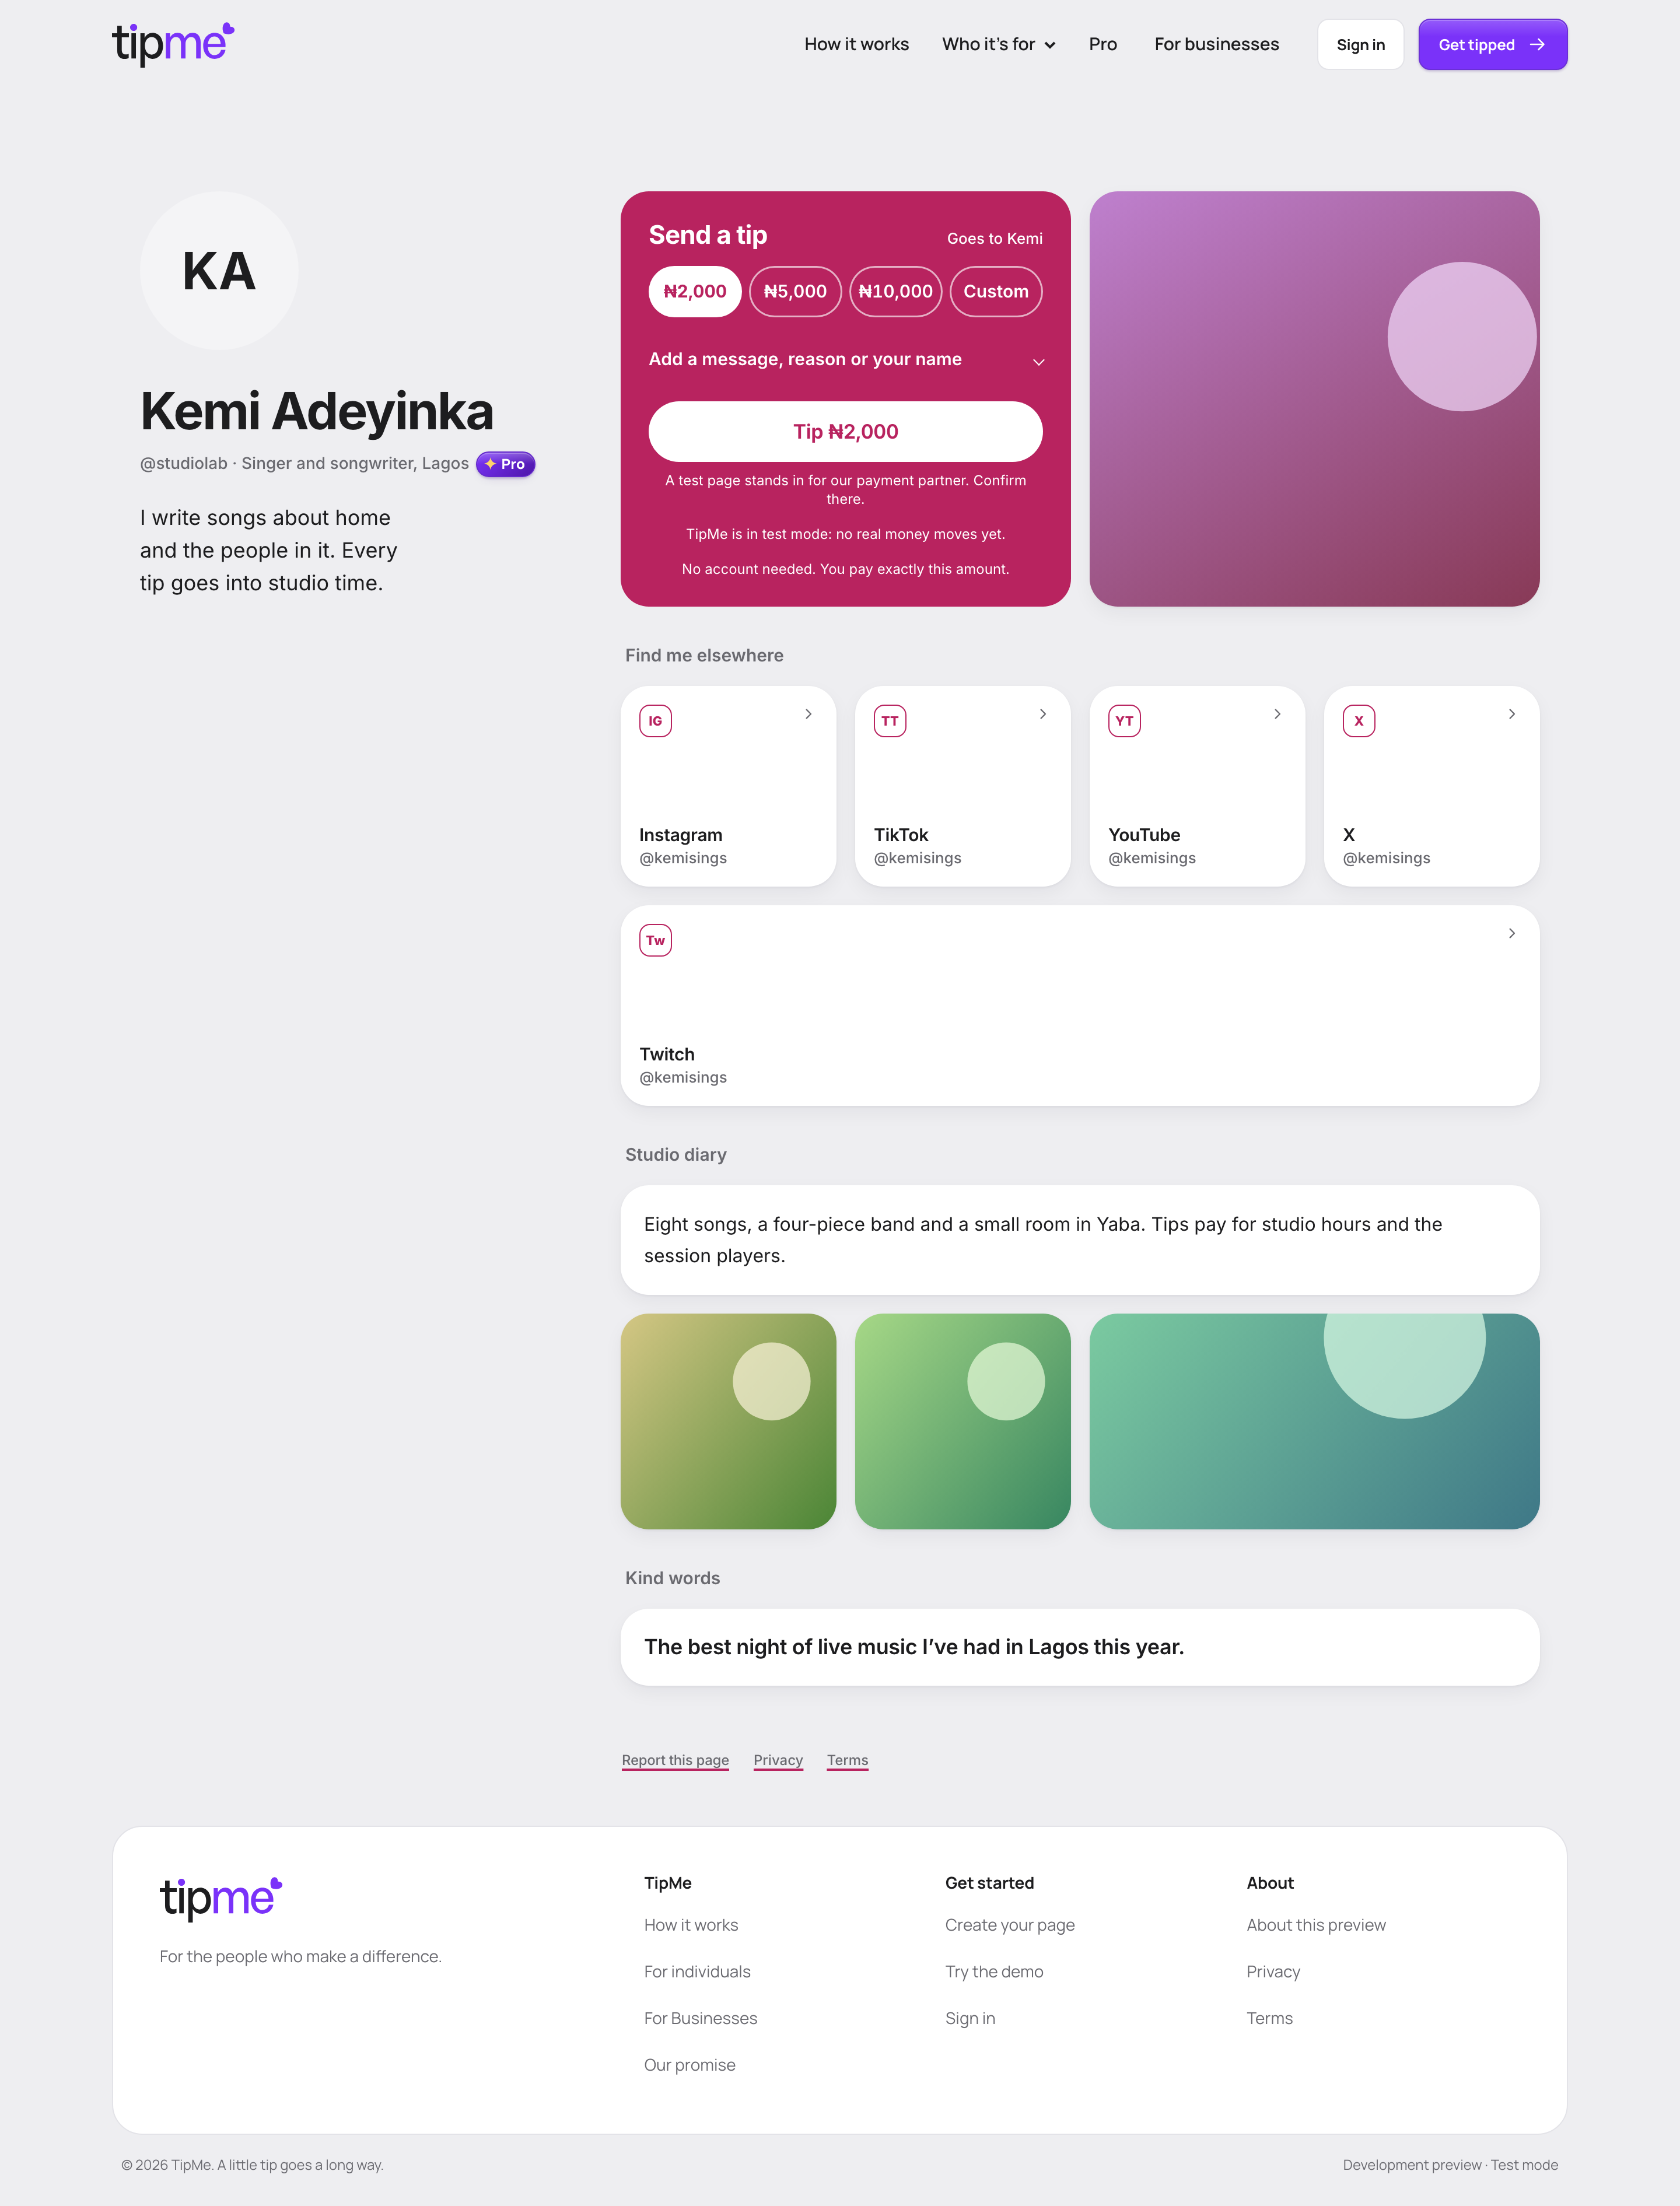 tipme
How it works
Who it's for
Pro
For businesses
Sign in
Get tipped
KA
Kemi Adeyinka
@studiolab · Singer and songwriter, Lagos
Pro
I write songs about home
and the people in it. Every
tip goes into studio time.
Send a tip
Goes to Kemi
₦2,000
₦5,000
₦10,000
Custom
Add a message, reason or your name
Tip ₦2,000
A test page stands in for our payment partner. Confirm
there.
TipMe is in test mode: no real money moves yet.
No account needed. You pay exactly this amount.
Find me elsewhere
IG
Instagram
@kemisings
TT
TikTok
@kemisings
YT
YouTube
@kemisings
X
X
@kemisings
Tw
Twitch
@kemisings
Studio diary
Eight songs, a four-piece band and a small room in Yaba. Tips pay for studio hours and the
session players.
Kind words
The best night of live music I’ve had in Lagos this year.
Report this page
Privacy
Terms
tipme
For the people who make a difference.
TipMe
How it works
For individuals
For Businesses
Our promise
Get started
Create your page
Try the demo
Sign in
About
About this preview
Privacy
Terms
© 2026 TipMe. A little tip goes a long way.
Development preview · Test mode